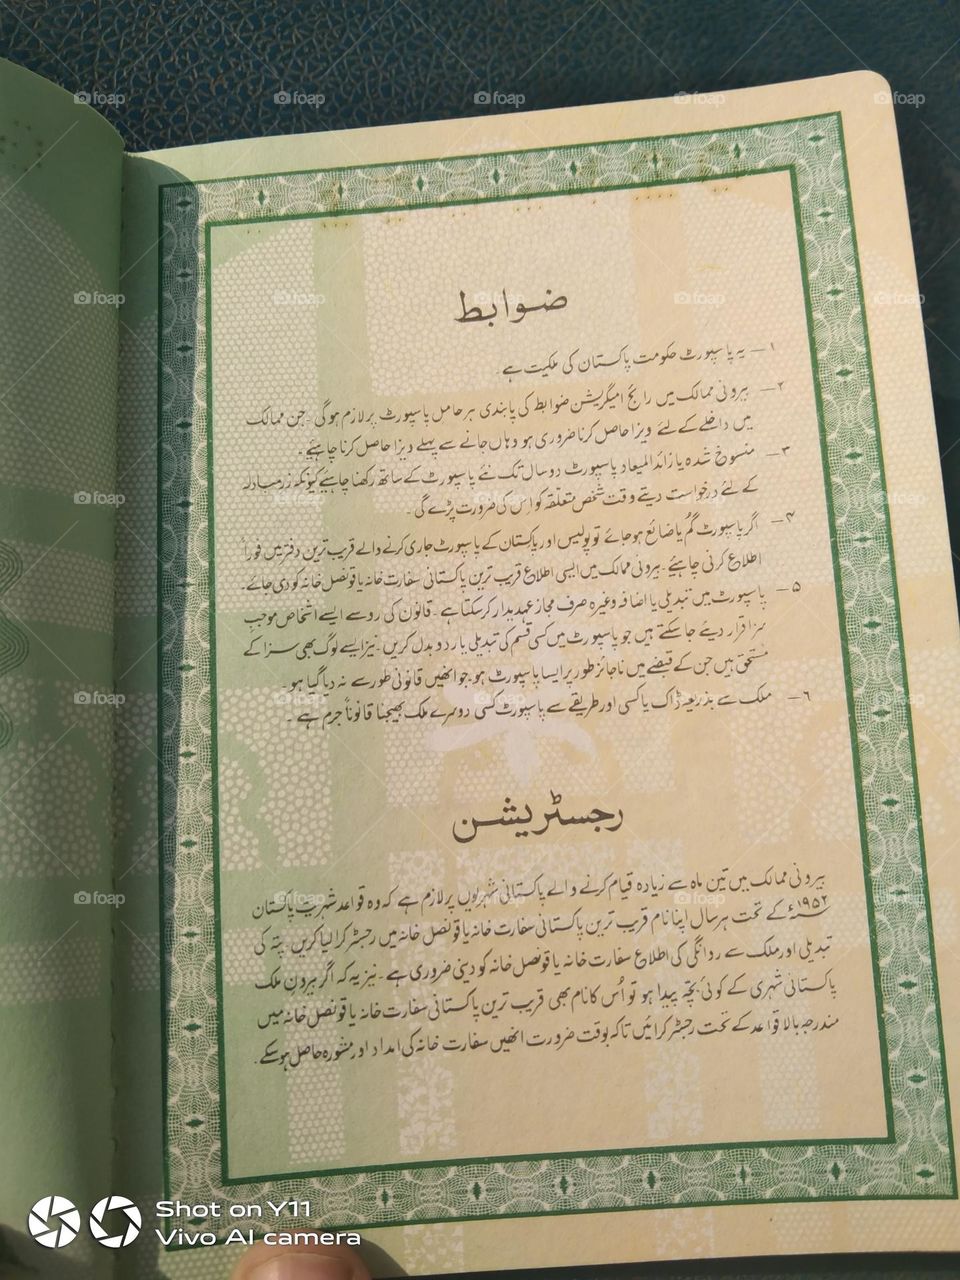 ضوابط
۱— یہ پاسپورٹ حکومت پاکستان کی ملکیت ہے
۲— بیرونی ممالک میں رائج امیگریشن ضوابط کی پابندی ہر حامل پاسپورٹ پر لازم ہوگی۔ جن ممالک
میں داخلے کے لئے ویزا حاصل کرنا ضروری ہو وہاں جانے سے پہلے ویزا حاصل کرنا چاہیئے۔
۳— منسوخ شدہ یا زائد المیعاد پاسپورٹ دو سال تک نئے پاسپورٹ کے ساتھ رکھنا چاہیئے کیونکہ زرمبادلہ
کے لئے درخواست دیتے وقت شخص متعلقہ کو اس کی ضرورت پڑے گی۔
۴— اگر پاسپورٹ گم یا ضائع ہو جائے تو پولیس اور پاکستان کے پاسپورٹ جاری کرنے والے قریب ترین دفتر میں فوراً
اطلاع کرنی چاہیئے۔ بیرونی ممالک میں ایسی اطلاع قریب ترین پاکستانی سفارت خانہ یا قونصل خانہ کو دی جائے۔
۵— پاسپورٹ میں تبدیلی یا اضافہ وغیرہ صرف مجاز عہدیدار کر سکتا ہے۔ قانون کی رو سے ایسے اشخاص موجب
سزا قرار دیئے جا سکتے ہیں جو پاسپورٹ میں کسی قسم کی تبدیلی یا رد و بدل کریں۔ نیز ایسے لوگ بھی سزا کے
مستحق ہیں جن کے قبضے میں ناجائز طور پر ایسا پاسپورٹ ہو جو انھیں قانونی طور سے نہ دیا گیا ہو۔
۶— ملک سے بذریعہ ڈاک یا کسی اور طریقے سے پاسپورٹ کسی دوسرے ملک بھیجنا قانوناً جرم ہے۔
رجسٹریشن
بیرونی ممالک میں تین ماہ سے زیادہ قیام کرنے والے پاکستانی شہریوں پر لازم ہے کہ وہ قواعد شہریت پاکستان
۱۹۵۲ء کے تحت ہر سال اپنا نام قریب ترین پاکستانی سفارت خانہ یا قونصل خانہ میں رجسٹر کرا لیا کریں۔ پتہ کی
تبدیلی اور ملک سے روانگی کی اطلاع سفارت خانہ یا قونصل خانہ کو دینی ضروری ہے۔ نیز یہ کہ اگر بیرون ملک
پاکستانی شہری کے کوئی بچّہ پیدا ہو تو اُس کا نام بھی قریب ترین پاکستانی سفارت خانہ یا قونصل خانہ میں
مندرجہ بالا قواعد کے تحت رجسٹر کرائیں تاکہ بوقت ضرورت انھیں سفارت خانہ کی امداد اور مشورہ حاصل ہو سکے۔
Shot on Y11
Vivo AI camera